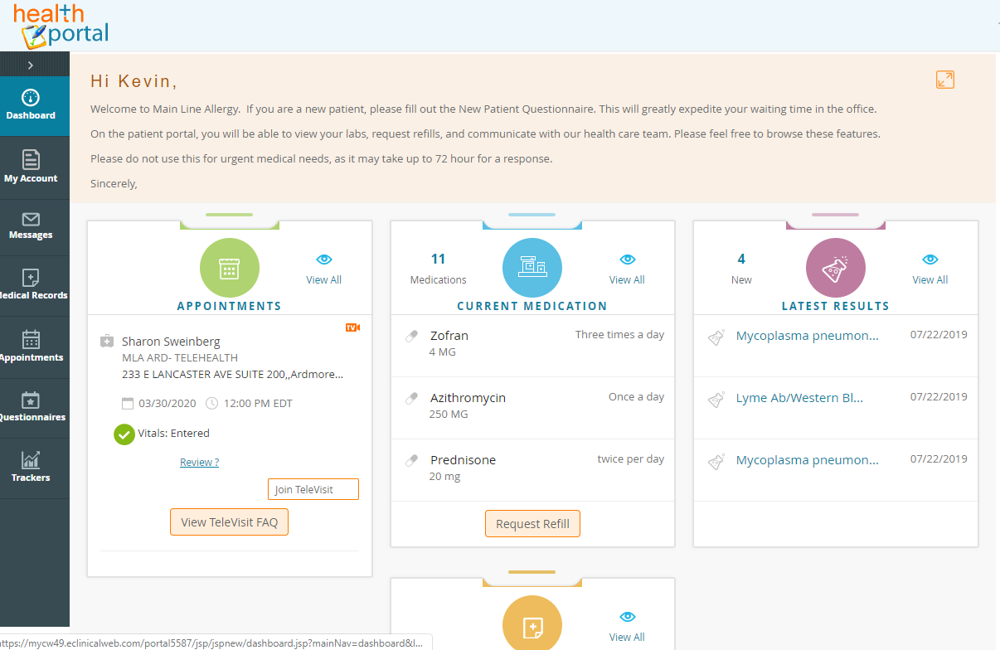 health
portal
Hi Kevin,
Welcome to Main Line Allergy.  If you are a new patient, please fill out the New Patient Questionnaire. This will greatly expedite your waiting time in the office.
On the patient portal, you will be able to view your labs, request refills, and communicate with our health care team. Please feel free to browse these features.
Please do not use this for urgent medical needs, as it may take up to 72 hour for a response.
Sincerely,
Dashboard
My Account
Messages
Medical Records
Appointments
Questionnaires
Trackers
View All
APPOINTMENTS
TV
Sharon Sweinberg
MLA ARD- TELEHEALTH
233 E LANCASTER AVE SUITE 200,,Ardmore...
03/30/2020 12:00 PM EDT
Vitals: Entered
Review ?
Join TeleVisit
View TeleVisit FAQ
11
Medications
View All
CURRENT MEDICATION
Zofran Three times a day
4 MG
Azithromycin Once a day
250 MG
Prednisone twice per day
20 mg
Request Refill
4
New
View All
LATEST RESULTS
Mycoplasma pneumon... 07/22/2019
Lyme Ab/Western Bl... 07/22/2019
Mycoplasma pneumon... 07/22/2019
View All
https://mycw49.eclinicalweb.com/portal5587/jsp/jspnew/dashboard.jsp?mainNav=dashboard&l...